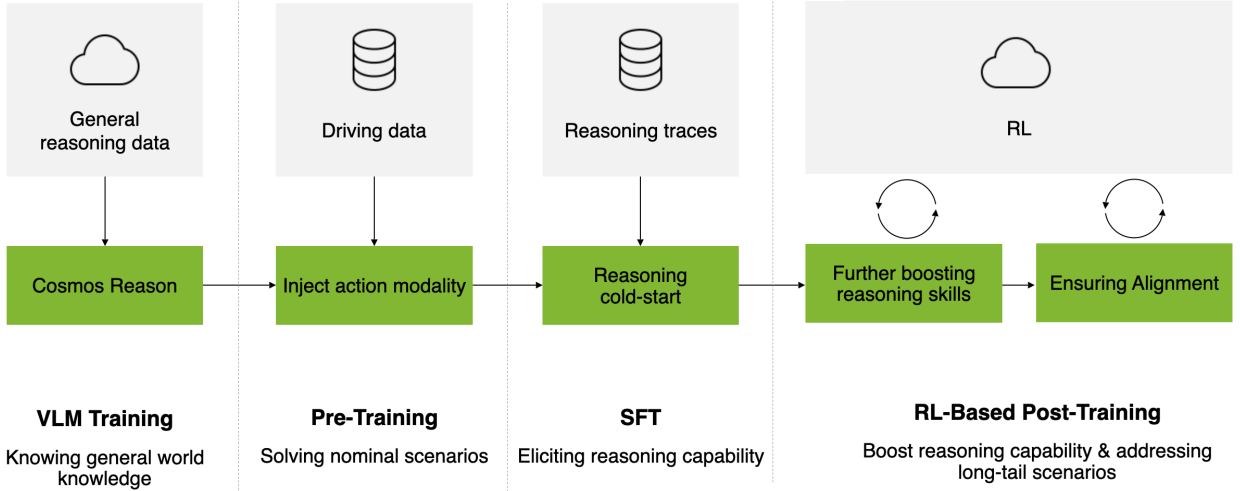 General
reasoning data
Driving data
Reasoning traces
RL
Cosmos Reason
Inject action modality
Reasoning
cold-start
Further boosting
reasoning skills
Ensuring Alignment
VLM Training
Pre-Training
SFT
RL-Based Post-Training
Knowing general world
knowledge
Solving nominal scenarios
Eliciting reasoning capability
Boost reasoning capability & addressing
long-tail scenarios